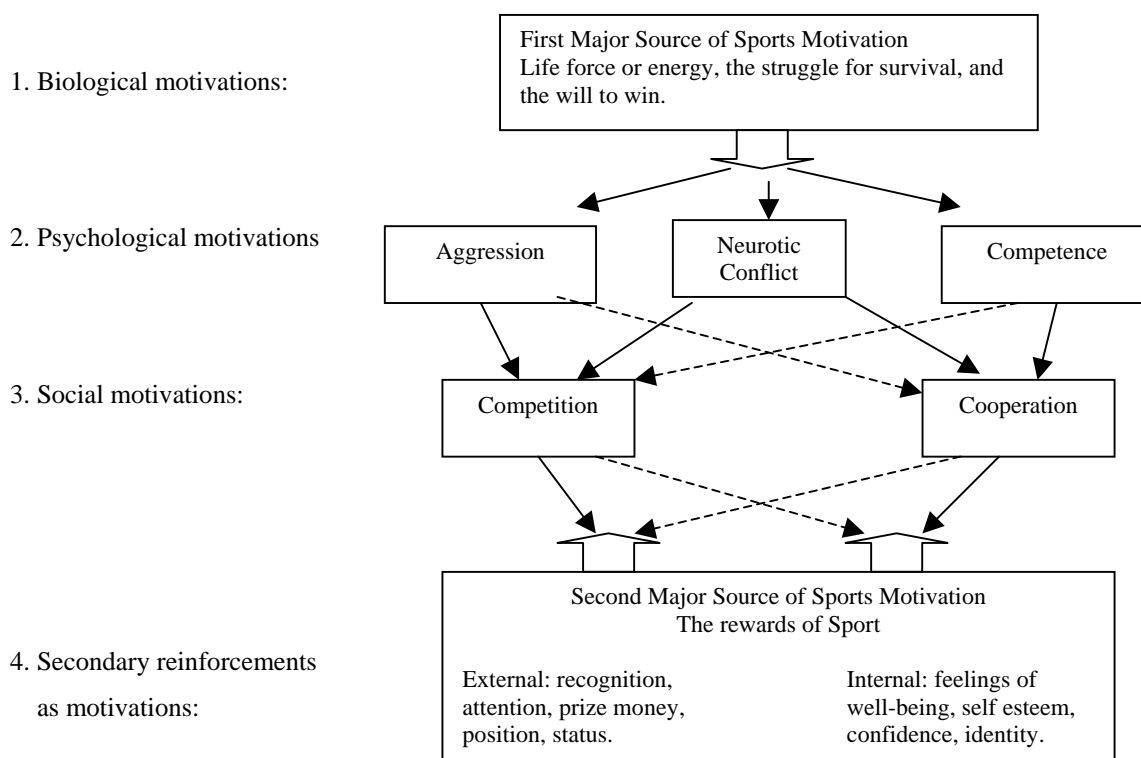 1. Biological motivations:
First Major Source of Sports Motivation
Life force or energy, the struggle for survival, and
the will to win.
2. Psychological motivations
Aggression
Neurotic
Conflict
Competence
3. Social motivations:
Competition
Cooperation
4. Secondary reinforcements
as motivations:
Second Major Source of Sports Motivation
The rewards of Sport
External: recognition,
attention, prize money,
position, status.
Internal: feelings of
well-being, self esteem,
confidence, identity.